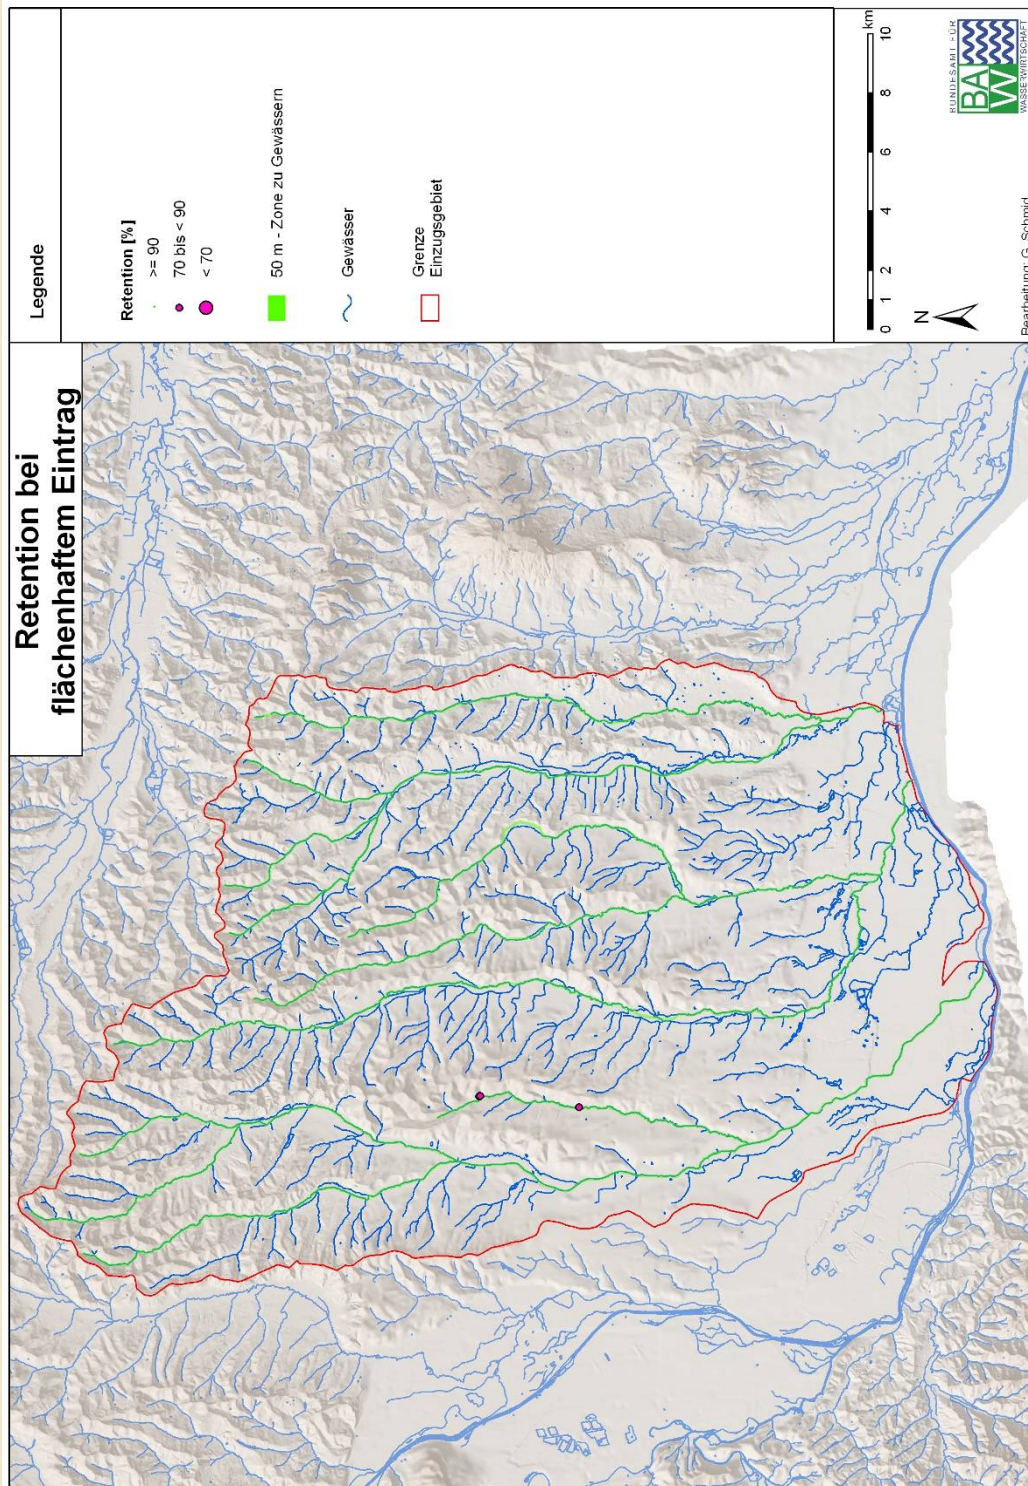 Retention bei
flächenhaftem Eintrag
Legende
Retention [%]
>= 90
70 bis < 90
< 70
50 m - Zone zu Gewässern
Gewässer
Grenze
Einzugsgebiet
km
0 1 2 4 6 8 10
N
BUNDESAMT FÜR
BAW
WASSERWIRTSCHAFT
Bearbeitung: G. Schmid